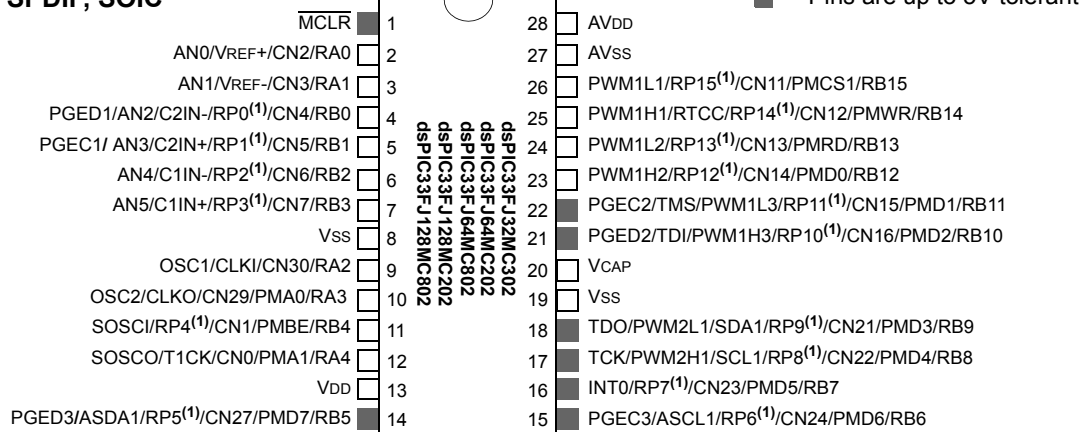 SPDIP, SOIC
Pins are up to 5V tolerant
MCLR 1
AN0/VREF+/CN2/RA0 2
AN1/VREF-/CN3/RA1 3
PGED1/AN2/C2IN-/RP0(1)/CN4/RB0 4
PGEC1/ AN3/C2IN+/RP1(1)/CN5/RB1 5
AN4/C1IN-/RP2(1)/CN6/RB2 6
AN5/C1IN+/RP3(1)/CN7/RB3 7
VSS 8
OSC1/CLKI/CN30/RA2 9
OSC2/CLKO/CN29/PMA0/RA3 10
SOSCI/RP4(1)/CN1/PMBE/RB4 11
SOSCO/T1CK/CN0/PMA1/RA4 12
VDD 13
PGED3/ASDA1/RP5(1)/CN27/PMD7/RB5 14
dsPIC33FJ32MC302
dsPIC33FJ64MC202
dsPIC33FJ64MC802
dsPIC33FJ128MC202
dsPIC33FJ128MC802
28 AVDD
27 AVSS
26 PWM1L1/RP15(1)/CN11/PMCS1/RB15
25 PWM1H1/RTCC/RP14(1)/CN12/PMWR/RB14
24 PWM1L2/RP13(1)/CN13/PMRD/RB13
23 PWM1H2/RP12(1)/CN14/PMD0/RB12
22 PGEC2/TMS/PWM1L3/RP11(1)/CN15/PMD1/RB11
21 PGED2/TDI/PWM1H3/RP10(1)/CN16/PMD2/RB10
20 VCAP
19 VSS
18 TDO/PWM2L1/SDA1/RP9(1)/CN21/PMD3/RB9
17 TCK/PWM2H1/SCL1/RP8(1)/CN22/PMD4/RB8
16 INT0/RP7(1)/CN23/PMD5/RB7
15 PGEC3/ASCL1/RP6(1)/CN24/PMD6/RB6